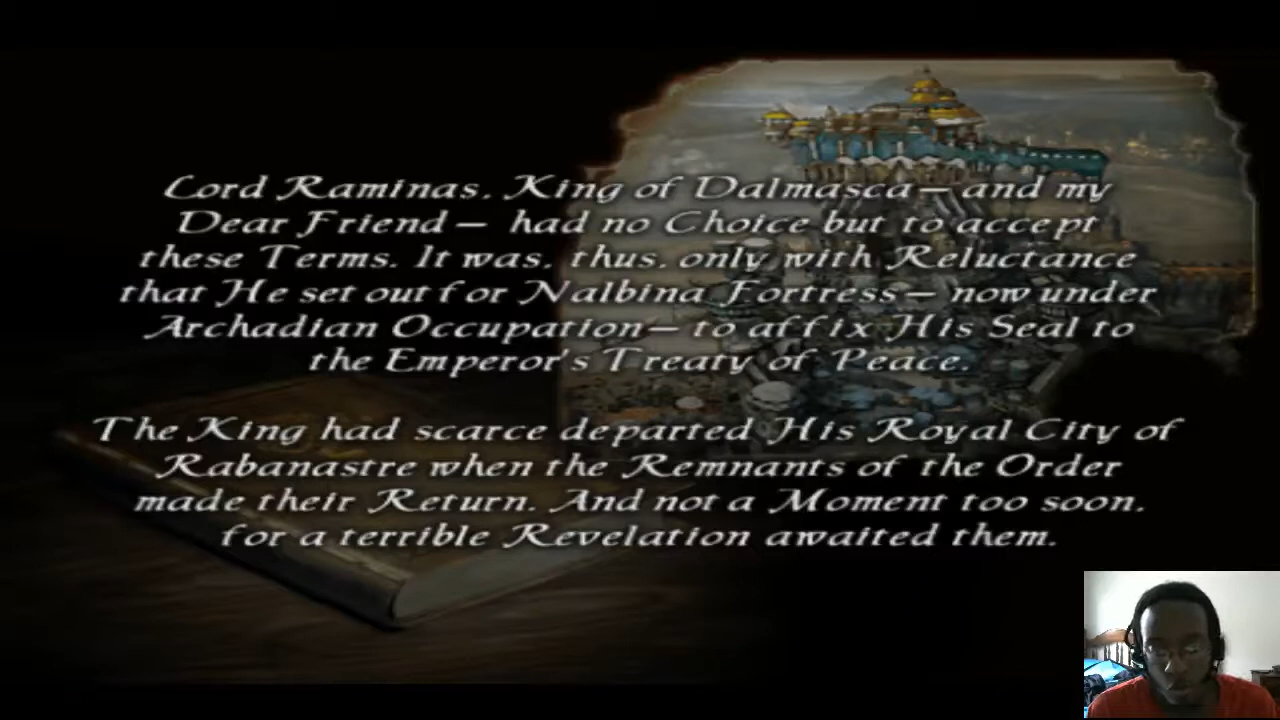 Lord Raminas, King of Dalmasca – and my
Dear Friend – had no Choice but to accept
these Terms. It was, thus, only with Reluctance
that He set out for Nalbina Fortress – now under
Archadian Occupation – to affix His Seal to
the Emperor's Treaty of Peace.
The King had scarce departed His Royal City of
Rabanastre when the Remnants of the Order
made their Return. And not a Moment too soon,
for a terrible Revelation awaited them.